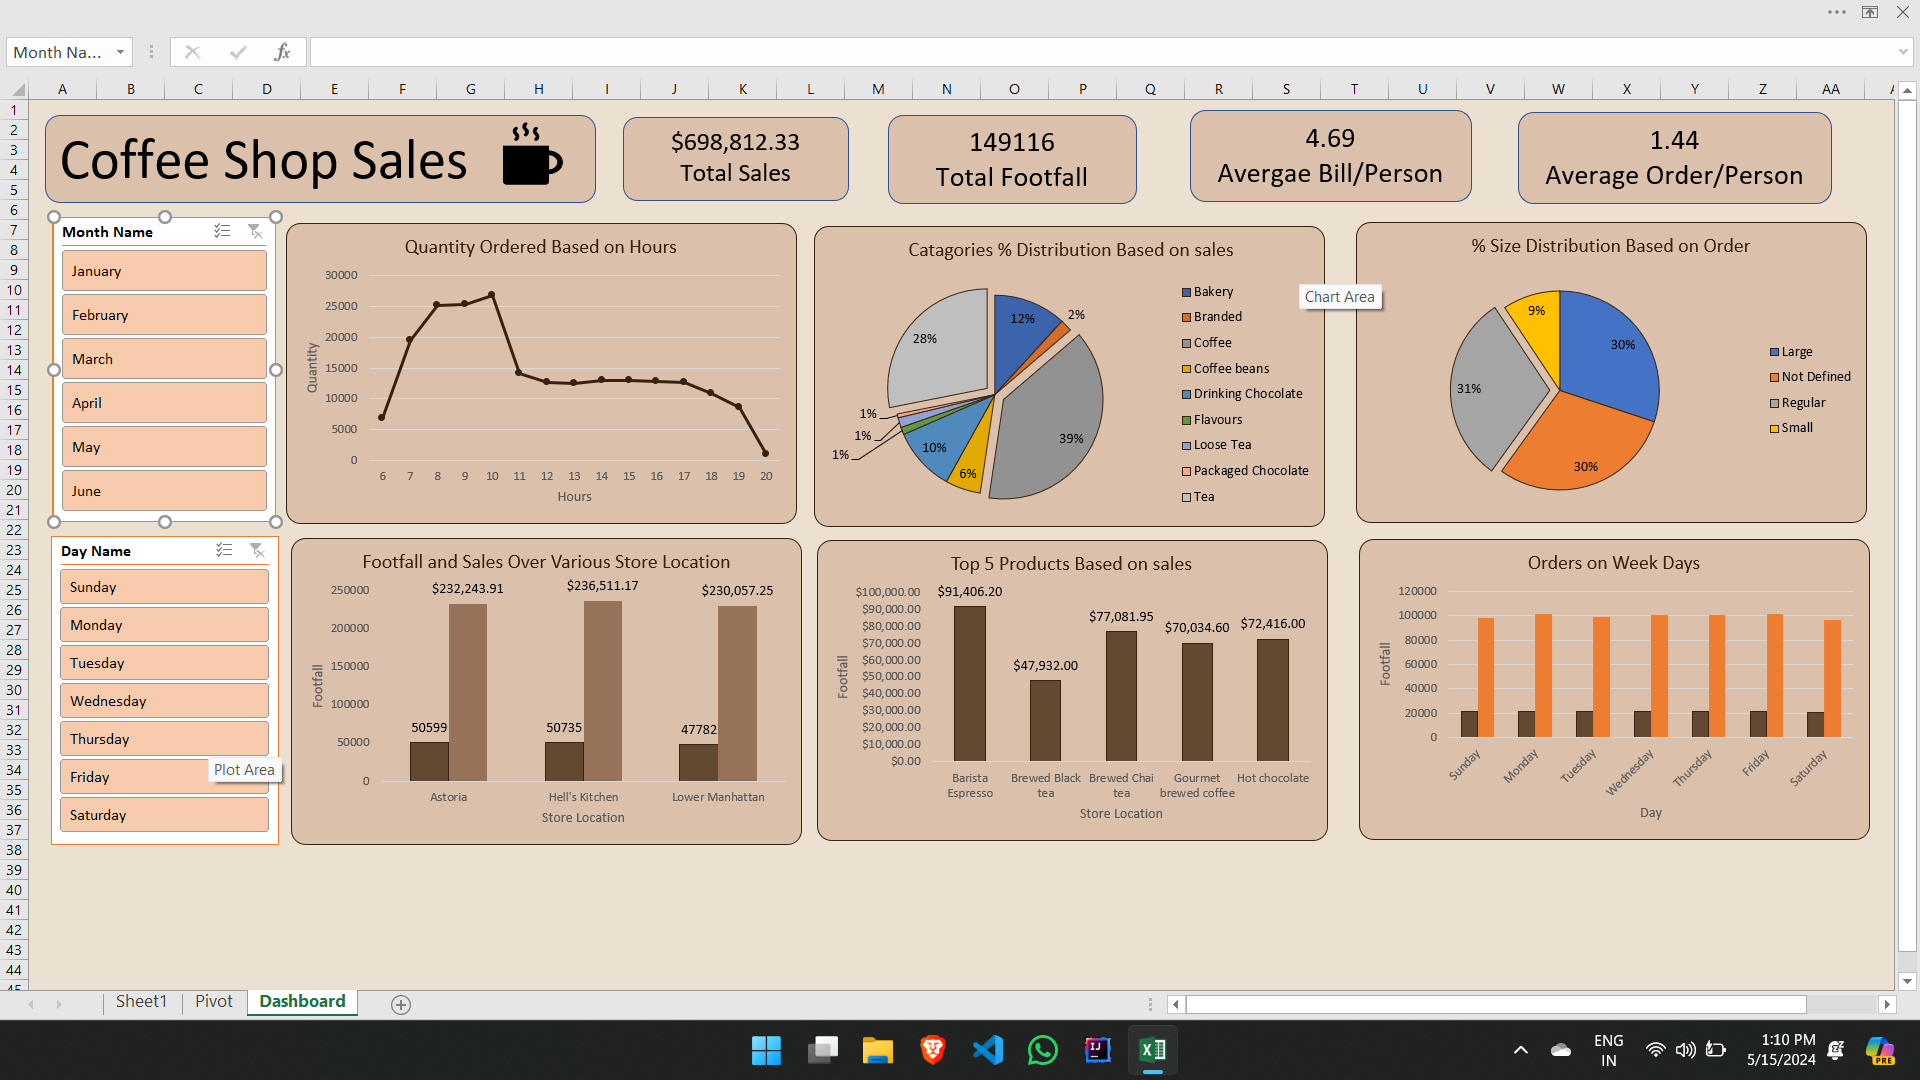 Month Na...
fx
A B C D E F G H I J K L M N O P Q R S T U V W X Y Z AA
1
2
3
4
5
6
7
8
9
10
11
12
13
14
15
16
17
18
19
20
21
22
23
24
25
26
27
28
29
30
31
32
33
34
35
36
37
38
39
40
41
42
43
44
45
Coffee Shop Sales
$698,812.33
Total Sales
149116
Total Footfall
4.69
Avergae Bill/Person
1.44
Average Order/Person
Month Name
January
February
March
April
May
June
Quantity Ordered Based on Hours
30000
25000
20000
15000
10000
5000
0
Quantity
6 7 8 9 10 11 12 13 14 15 16 17 18 19 20
Hours
Catagories % Distribution Based on sales
12%
2%
39%
6%
10%
1%
1%
1%
28%
Bakery
Branded
Coffee
Coffee beans
Drinking Chocolate
Flavours
Loose Tea
Packaged Chocolate
Tea
Chart Area
% Size Distribution Based on Order
30%
30%
31%
9%
Large
Not Defined
Regular
Small
Day Name
Sunday
Monday
Tuesday
Wednesday
Thursday
Friday
Saturday
Plot Area
Footfall and Sales Over Various Store Location
250000
200000
150000
100000
50000
0
Footfall
$232,243.91
$236,511.17
$230,057.25
50599
50735
47782
Astoria
Hell's Kitchen
Lower Manhattan
Store Location
Top 5 Products Based on sales
$100,000.00
$90,000.00
$80,000.00
$70,000.00
$60,000.00
$50,000.00
$40,000.00
$30,000.00
$20,000.00
$10,000.00
$0.00
Footfall
$91,406.20
$47,932.00
$77,081.95
$70,034.60
$72,416.00
Barista
Espresso
Brewed Black
tea
Brewed Chai
tea
Gourmet
brewed coffee
Hot chocolate
Store Location
Orders on Week Days
120000
100000
80000
60000
40000
20000
0
Footfall
Sunday
Monday
Tuesday
Wednesday
Thursday
Friday
Saturday
Day
Sheet1
Pivot
Dashboard
IJ
X
ENG
IN
1:10 PM
5/15/2024
PRE